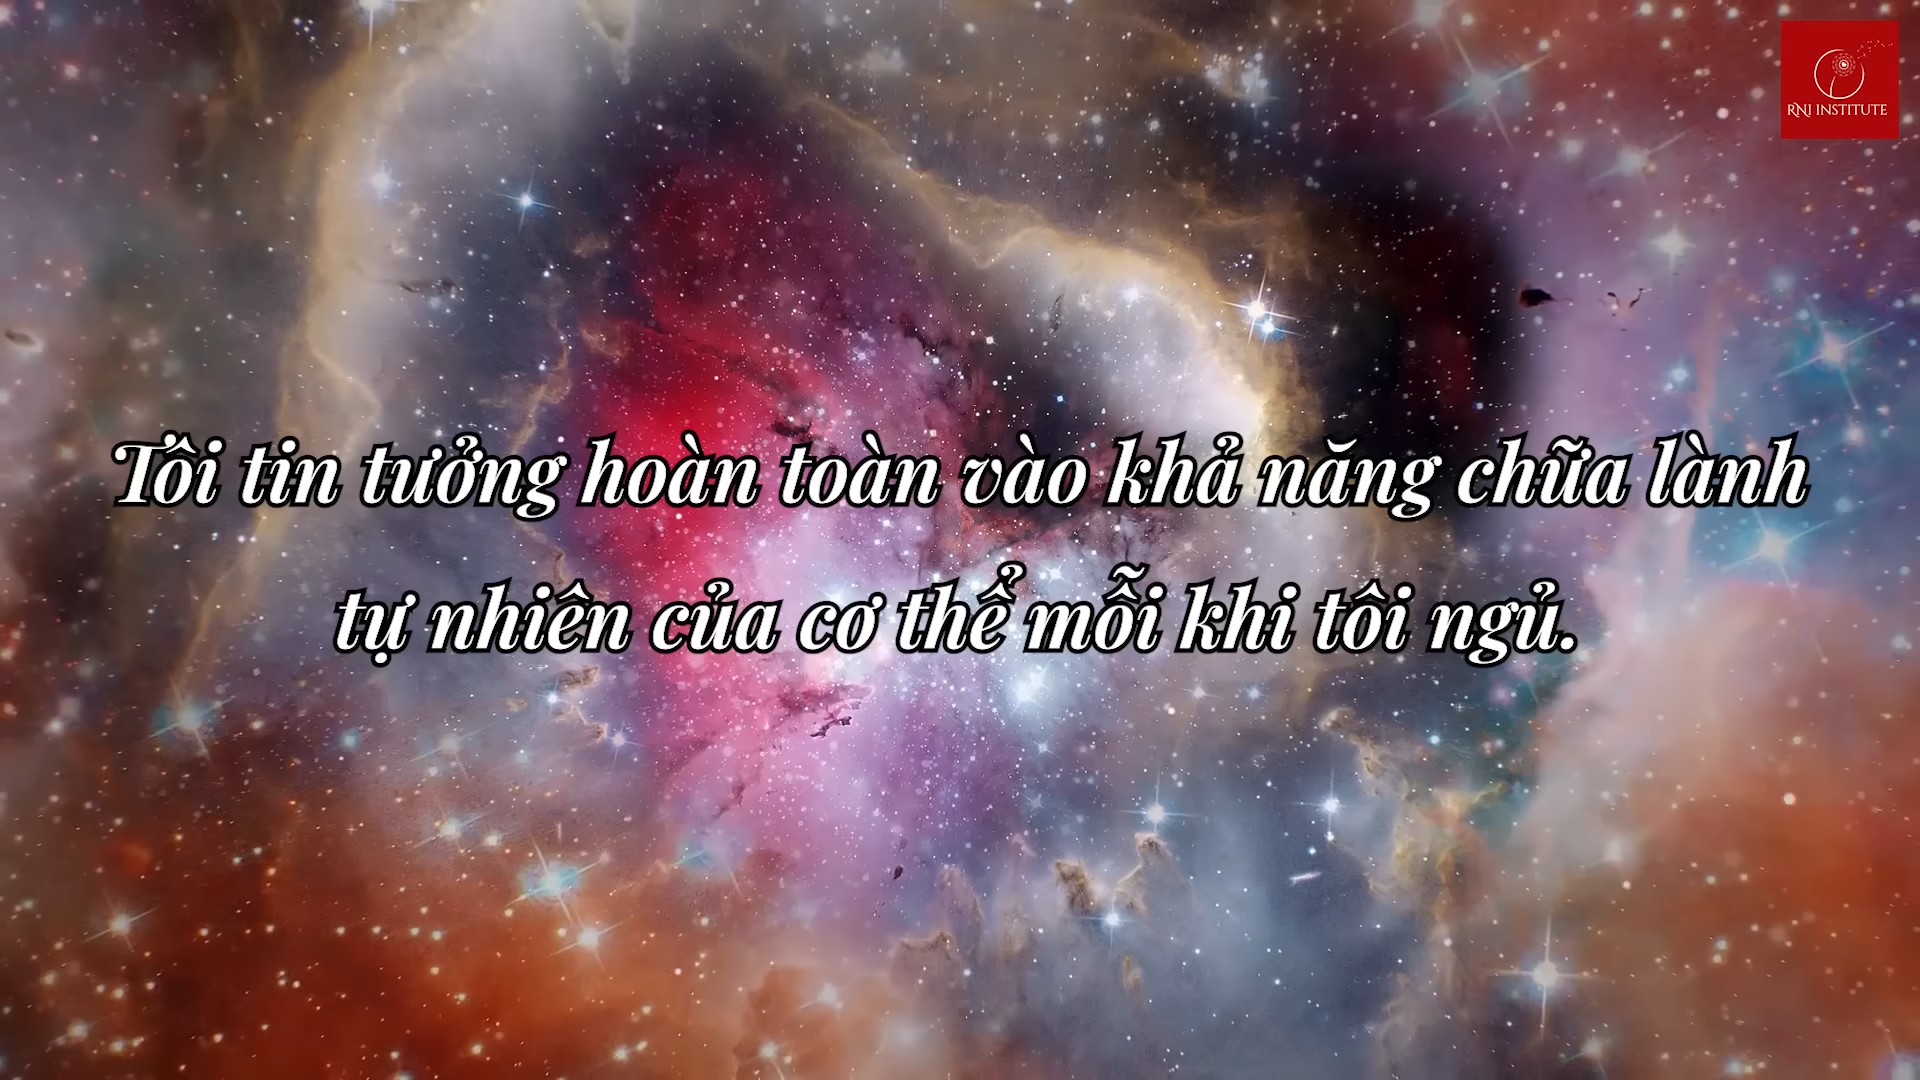 RNI INSTITUTE
Tôi tin tưởng hoàn toàn vào khả năng chữa lành
tự nhiên của cơ thể mỗi khi tôi ngủ.